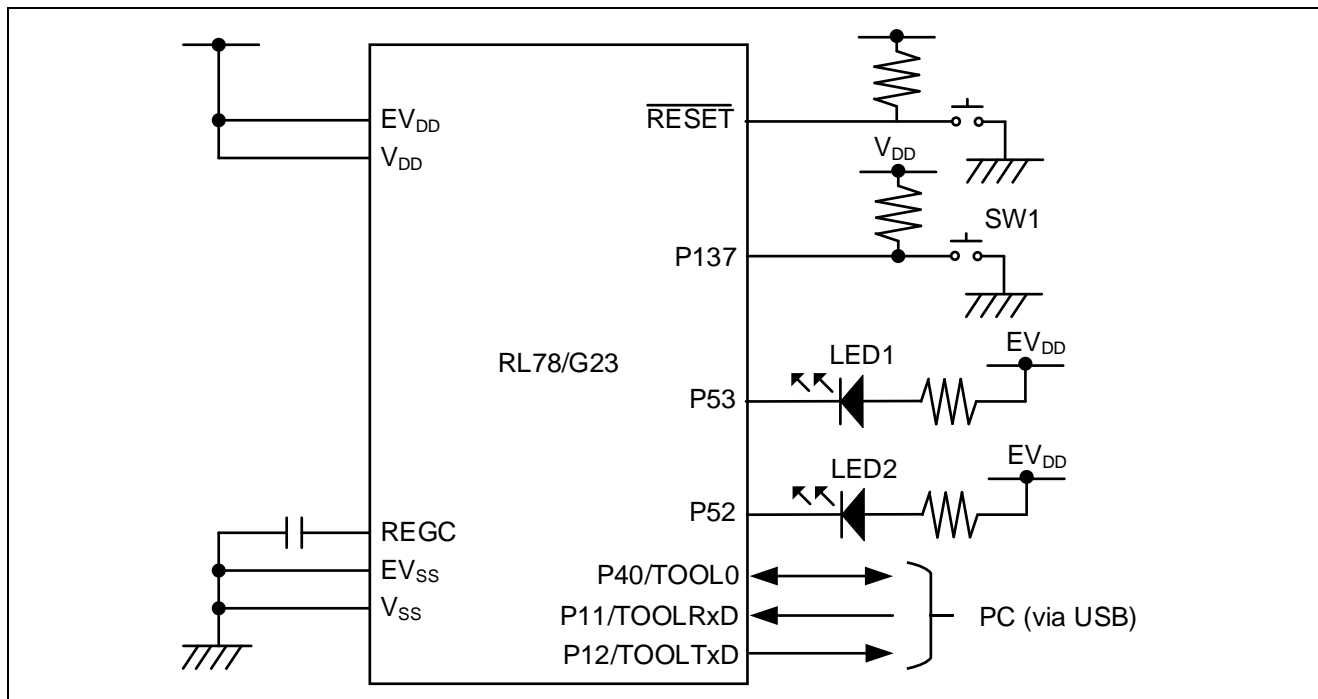 EVDD
VDD
RESET
VDD
SW1
P137
RL78/G23
LED1
EVDD
P53
LED2
EVDD
P52
REGC
EVSS
VSS
P40/TOOL0
P11/TOOLRxD
P12/TOOLTxD
PC (via USB)